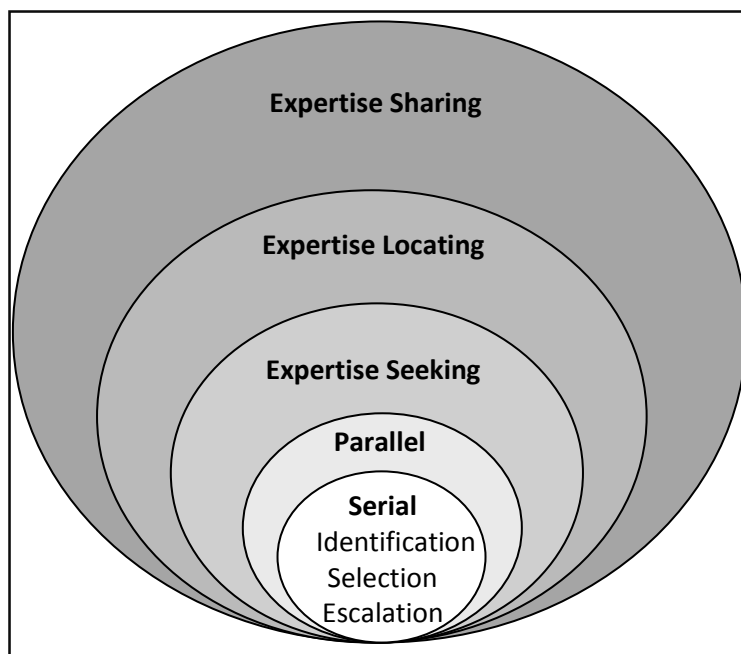 Expertise Sharing
Expertise Locating
Expertise Seeking
Parallel
Serial
Identification
Selection
Escalation